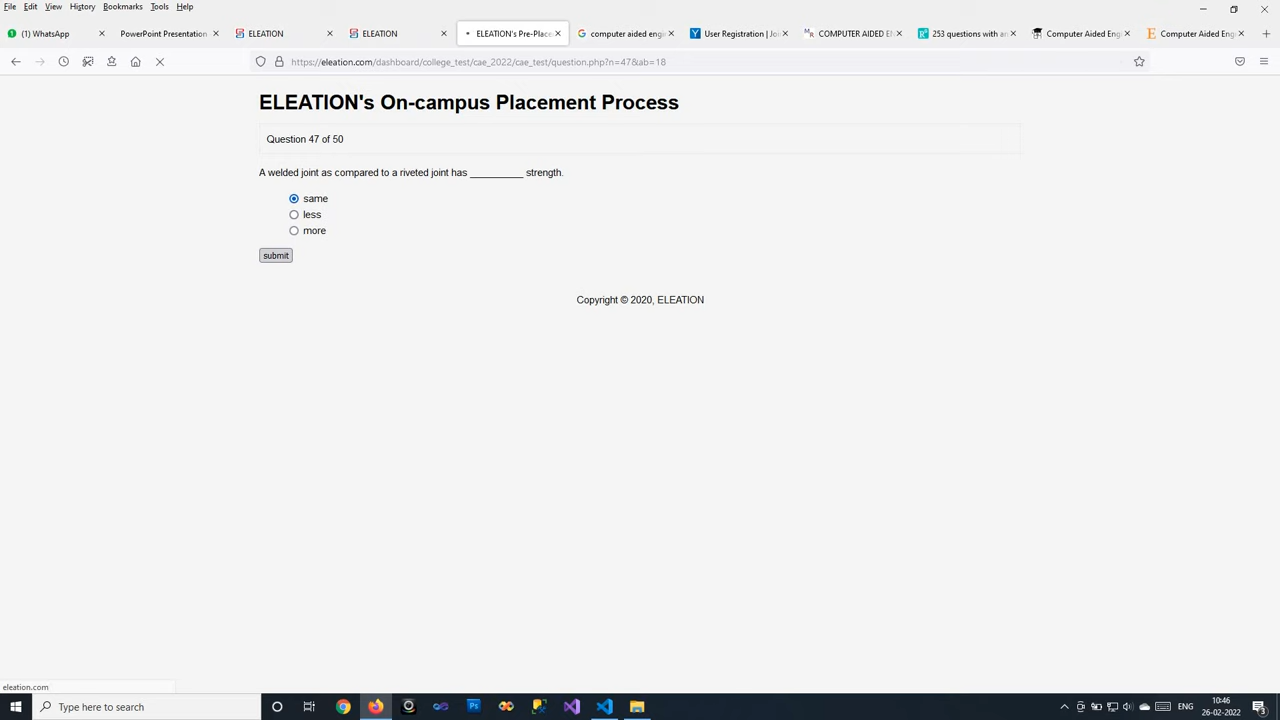 File Edit View History Bookmarks Tools Help
(1) WhatsApp
PowerPoint Presentation
ELEATION
ELEATION
ELEATION's Pre-Place
computer aided engi
User Registration | Joi
COMPUTER AIDED EN
253 questions with an
Computer Aided Eng
Computer Aided Eng
https://eleation.com/dashboard/college_test/cae_2022/cae_test/question.php?n=47&ab=18
ELEATION's On-campus Placement Process
Question 47 of 50
A welded joint as compared to a riveted joint has __________ strength.
same
less
more
submit
Copyright © 2020, ELEATION
eleation.com
Type here to search
ENG
10:46
26-02-2022